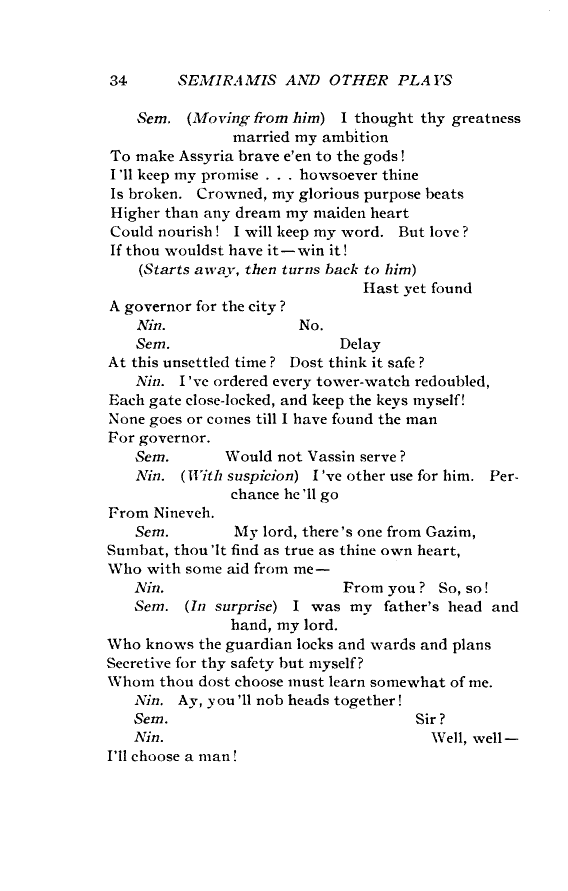 34 SEMIRAMIS AND OTHER PLAYS
Sem. (Moving from him) I thought thy greatness
married my ambition
To make Assyria brave e'en to the gods!
I'll keep my promise . . . howsoever thine
Is broken. Crowned, my glorious purpose beats
Higher than any dream my maiden heart
Could nourish! I will keep my word. But love?
If thou wouldst have it—win it!
(Starts away, then turns back to him)
Hast yet found
A governor for the city?
Nin. No.
Sem. Delay
At this unsettled time? Dost think it safe?
Nin. I've ordered every tower-watch redoubled,
Each gate close-locked, and keep the keys myself!
None goes or comes till I have found the man
For governor.
Sem. Would not Vassin serve?
Nin. (With suspicion) I've other use for him. Per-
chance he'll go
From Nineveh.
Sem. My lord, there's one from Gazim,
Sumbat, thou'lt find as true as thine own heart,
Who with some aid from me—
Nin. From you? So, so!
Sem. (In surprise) I was my father's head and
hand, my lord.
Who knows the guardian locks and wards and plans
Secretive for thy safety but myself?
Whom thou dost choose must learn somewhat of me.
Nin. Ay, you'll nob heads together!
Sem. Sir?
Nin. Well, well—
I'll choose a man!